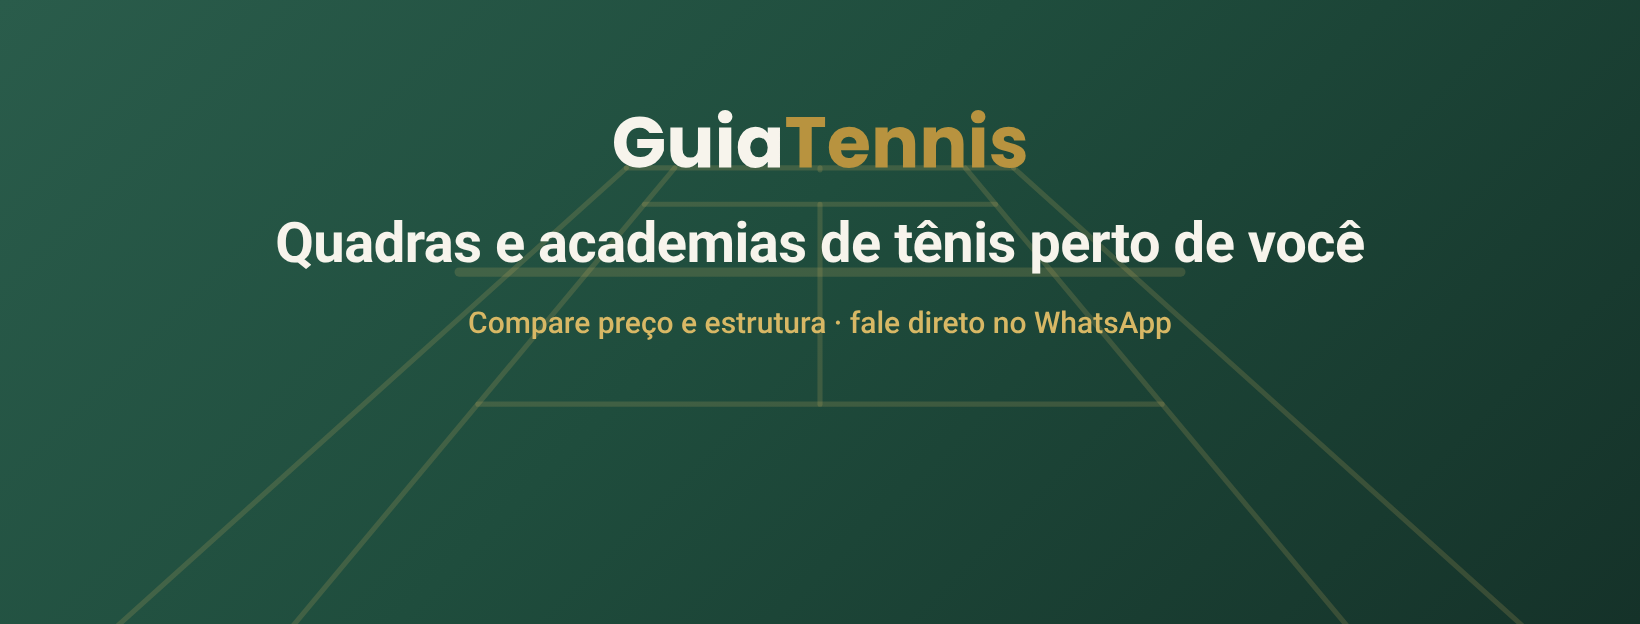 GuiaTennis
Quadras e academias de tênis perto de você
Compare preço e estrutura · fale direto no WhatsApp